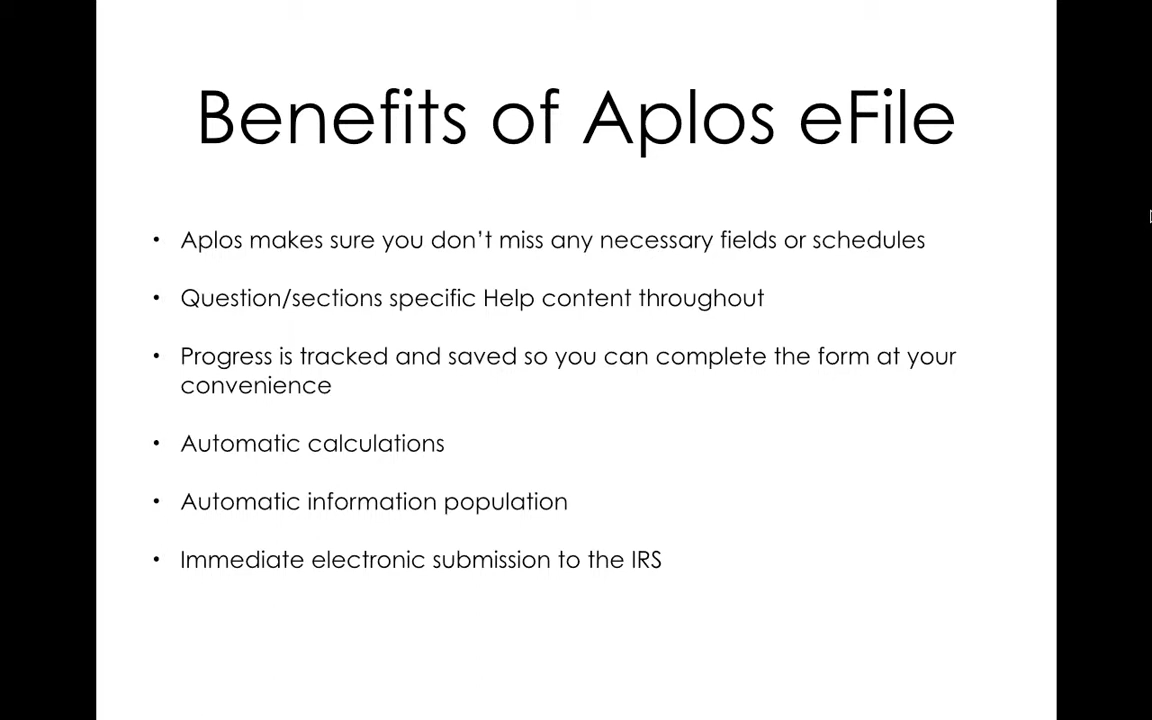 Benefits of Aplos eFile
• Aplos makes sure you don’t miss any necessary fields or schedules
• Question/sections specific Help content throughout
• Progress is tracked and saved so you can complete the form at your
convenience
• Automatic calculations
• Automatic information population
• Immediate electronic submission to the IRS